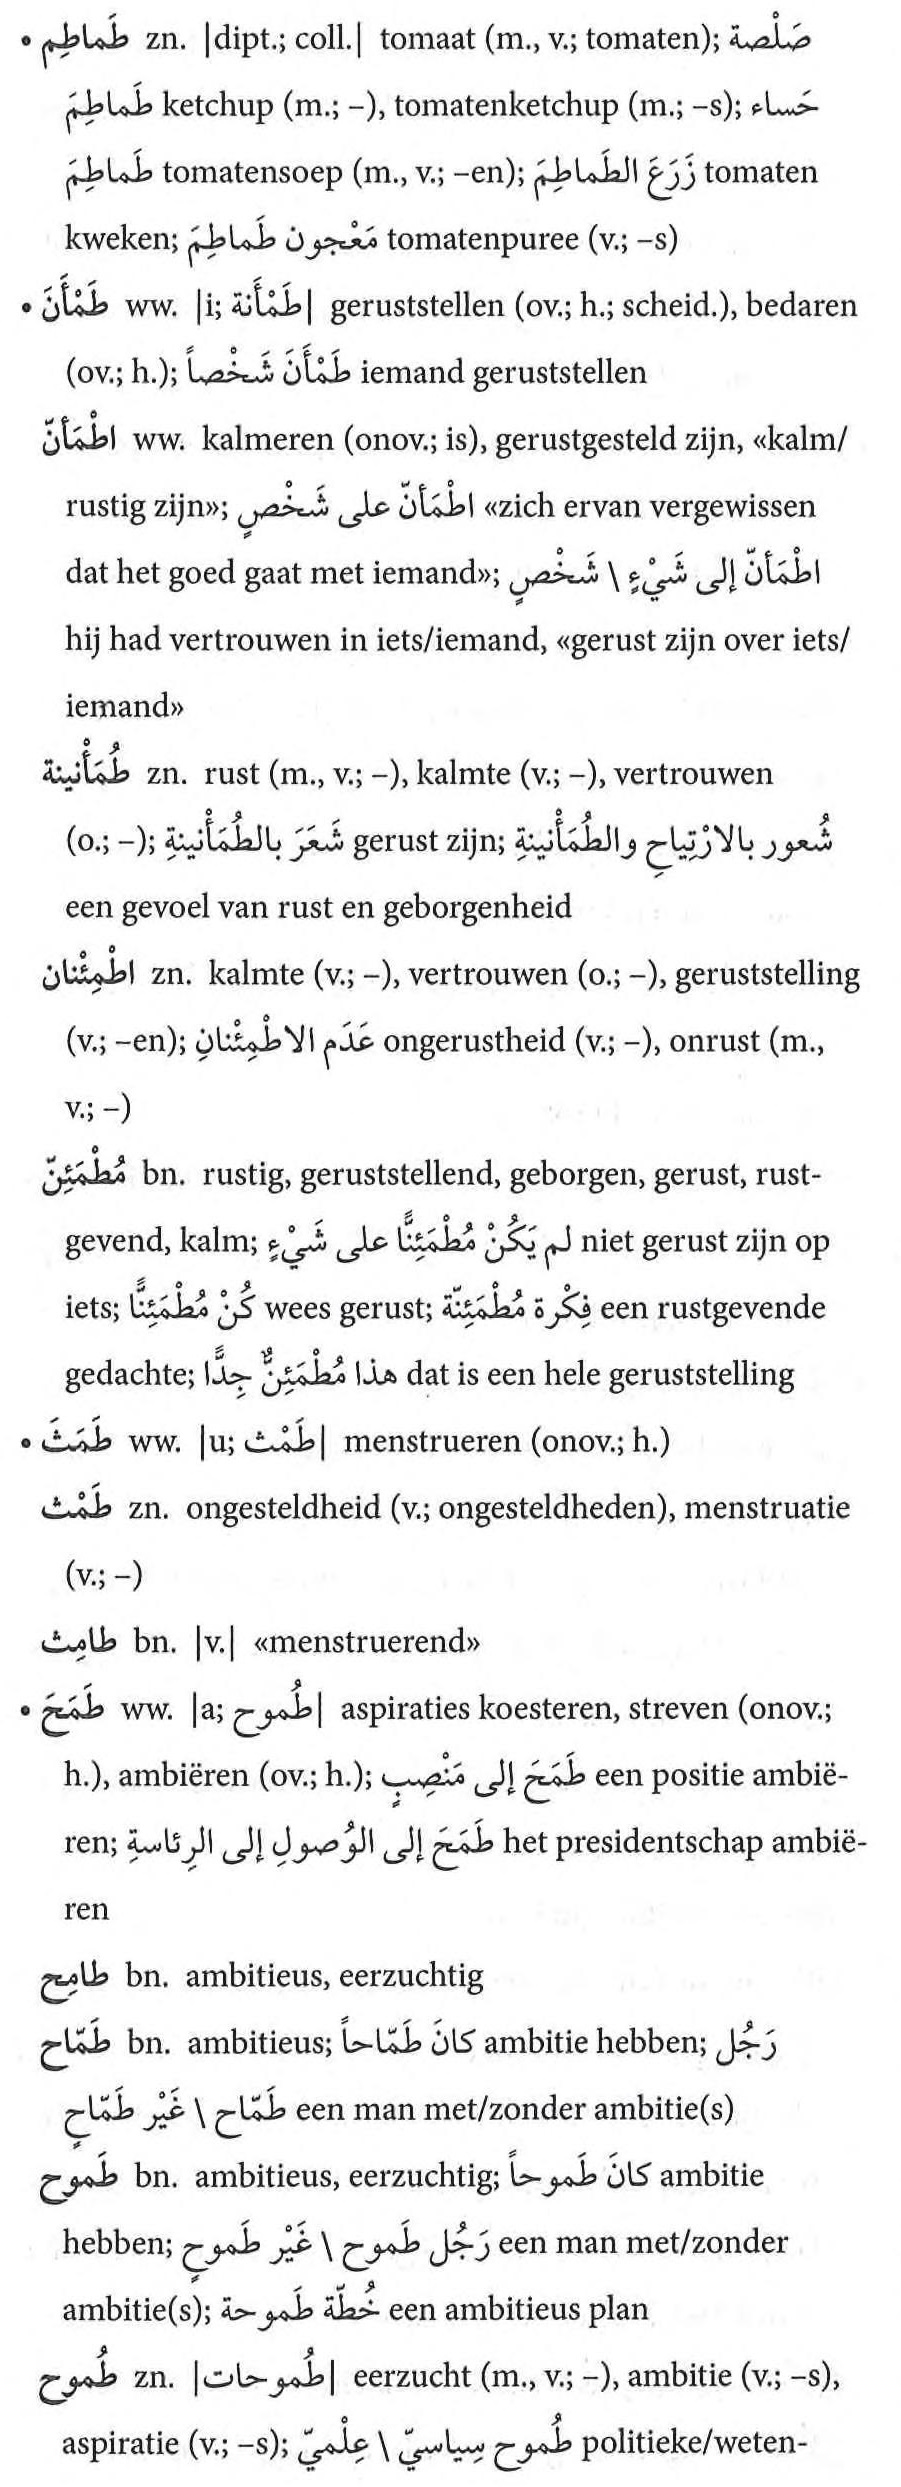 • طَماطِم zn. |dipt.; coll.| tomaat (m., v.; tomaten); صَلْصة
طَماطِمَ ketchup (m.; –), tomatenketchup (m.; –s); حَساء
طَماطِمَ tomatensoep (m., v.; –en); زَرَعَ الطَماطِمَ tomaten
kweken; مَعْجون طَماطِمَ tomatenpuree (v.; –s)
• طَمْأَنَ ww. |i; طَمْأَنة| geruststellen (ov.; h.; scheid.), bedaren
(ov.; h.); طَمْأَنَ شَخْصاً iemand geruststellen
اطْمَأنّ ww. kalmeren (onov.; is), gerustgesteld zijn, «kalm/
rustig zijn»; اطْمَأنّ على شَخْصٍ «zich ervan vergewissen
dat het goed gaat met iemand»; اطْمَأنّ إلى شَيْءٍ \ شَخْصٍ
hij had vertrouwen in iets/iemand, «gerust zijn over iets/
iemand»
طُمَأْنينة zn. rust (m., v.; –), kalmte (v.; –), vertrouwen
(o.; –); شَعَرَ بالطُمَأْنينةِ gerust zijn; شُعور بالارْتِياحِ والطُمَأْنينةِ
een gevoel van rust en geborgenheid
اطْمِئْنان zn. kalmte (v.; –), vertrouwen (o.; –), geruststelling
(v.; –en); عَدَم الاطْمِئْنانِ ongerustheid (v.; –), onrust (m.,
v.; –)
مُطْمَئِنّ bn. rustig, geruststellend, geborgen, gerust, rust-
gevend, kalm; لم يَكُنْ مُطْمَئِنًّا على شَيْءٍ niet gerust zijn op
iets; كُنْ مُطْمَئِنًّا wees gerust; فِكْرة مُطْمَئِنّة een rustgevende
gedachte; هذا مُطْمَئِنٌّ جِدًّا dat is een hele geruststelling
• طَمَثَ ww. |u; طَمْث| menstrueren (onov.; h.)
طَمْث zn. ongesteldheid (v.; ongesteldheden), menstruatie
(v.; –)
طامِث bn. |v.| «menstruerend»
• طَمَحَ ww. |a; طُموح| aspiraties koesteren, streven (onov.;
h.), ambiëren (ov.; h.); طَمَحَ إلى مَنْصِبٍ een positie ambië-
ren; طَمَحَ إلى الوُصولِ إلى الرِئاسةِ het presidentschap ambië-
ren
طامِح bn. ambitieus, eerzuchtig
طَمّاح bn. ambitieus; كانَ طَمّاحاً ambitie hebben; رَجُل
طَمّاح \ غَيْر طَمّاحٍ een man met/zonder ambitie(s)
طَموح bn. ambitieus, eerzuchtig; كانَ طَموحاً ambitie
hebben; رَجُل طَموح \ غَيْر طَموحٍ een man met/zonder
ambitie(s); خُطّة طَموحة een ambitieus plan
طُموح zn. |طُموحات| eerzucht (m., v.; –), ambitie (v.; –s),
aspiratie (v.; –s); طُموح سِياسيّ \ عِلْميّ politieke/weten-